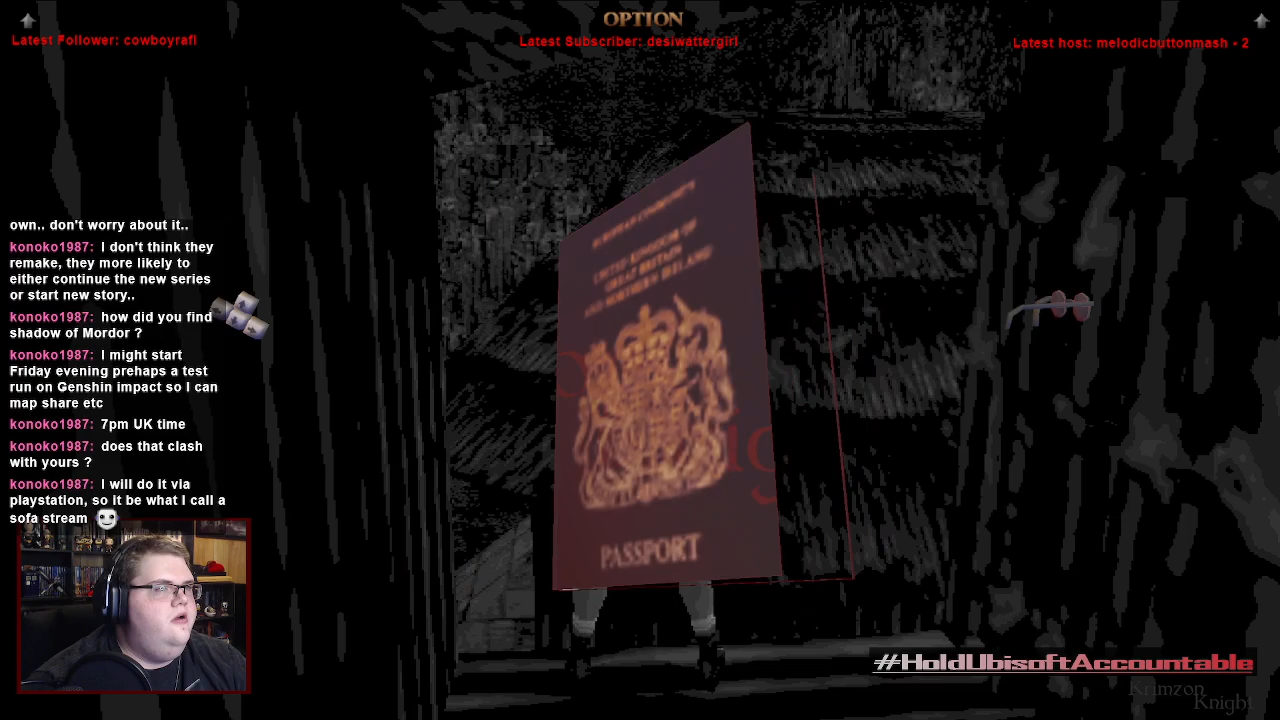 OPTION
Latest Follower: cowboyrafl
Latest Subscriber: desiwattergirl
Latest host: melodicbuttonmash - 2
EUROPEAN COMMUNITY
UNITED KINGDOM OF
GREAT BRITAIN
AND NORTHERN IRELAND
PASSPORT
own.. don't worry about it..
konoko1987: I don't think they
remake, they more likely to
either continue the new series
or start new story..
konoko1987: how did you find
shadow of Mordor ?
konoko1987: I might start
Friday evening prehaps a test
run on Genshin impact so I can
map share etc
konoko1987: 7pm UK time
konoko1987: does that clash
with yours ?
konoko1987: I will do it via
playstation, so it be what I call a
sofa stream
#HoldUbisoftAccountable
Krimzon
Knight